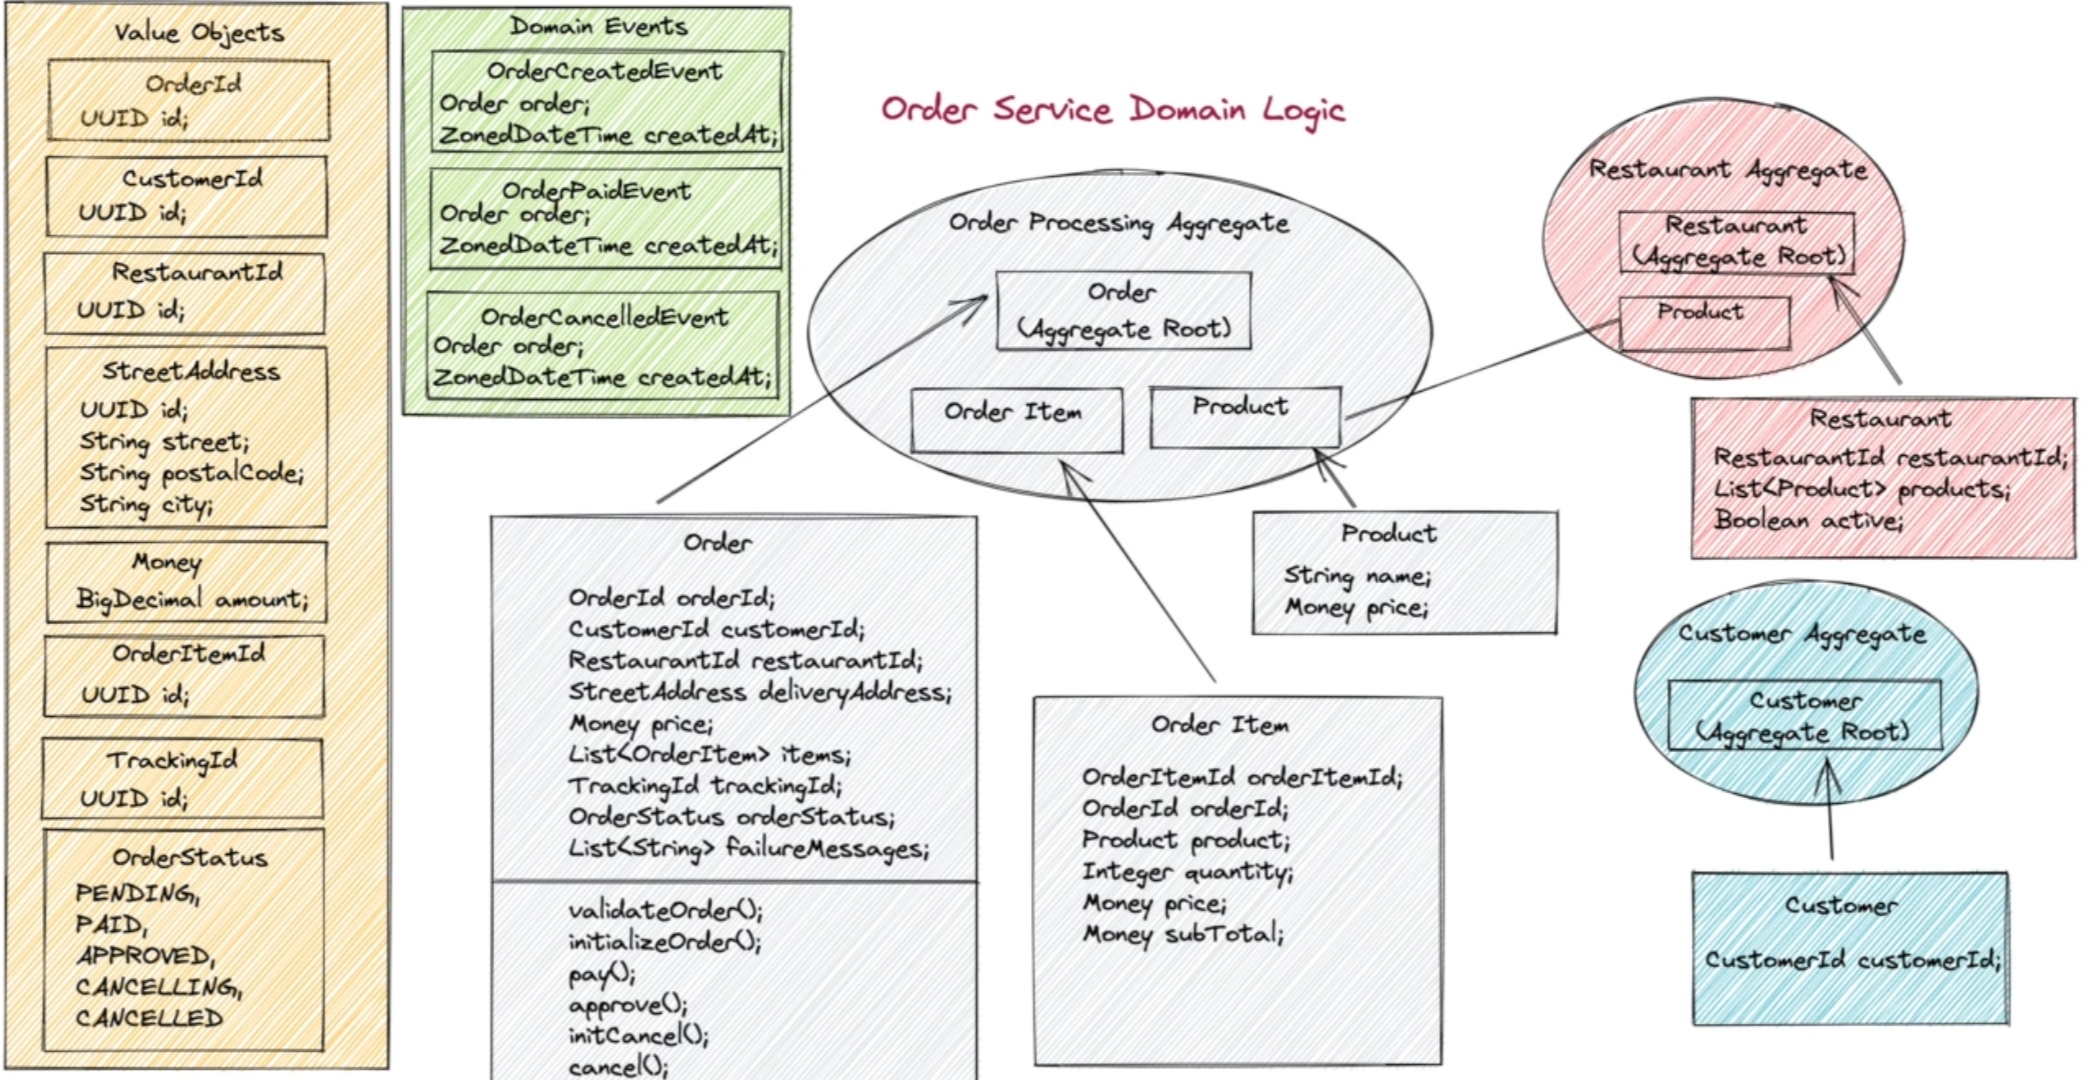 Value Objects
OrderId
UUID id;
CustomerId
UUID id;
RestaurantId
UUID id;
StreetAddress
UUID id;
String street;
String postalCode;
String city;
Money
BigDecimal amount;
OrderItemId
UUID id;
TrackingId
UUID id;
OrderStatus
PENDING,
PAID,
APPROVED,
CANCELLING,
CANCELLED
Domain Events
OrderCreatedEvent
Order order;
ZonedDateTime createdAt;
OrderPaidEvent
Order order;
ZonedDateTime createdAt;
OrderCancelledEvent
Order order;
ZonedDateTime createdAt;
Order Service Domain Logic
Order Processing Aggregate
Order
(Aggregate Root)
Order Item
Product
Restaurant Aggregate
Restaurant
(Aggregate Root)
Product
Order
OrderId orderId;
CustomerId customerId;
RestaurantId restaurantId;
StreetAddress deliveryAddress;
Money price;
List<OrderItem> items;
TrackingId trackingId;
OrderStatus orderStatus;
List<String> failureMessages;
validateOrder();
initializeOrder();
pay();
approve();
initCancel();
cancel();
Order Item
OrderItemId orderItemId;
OrderId orderId;
Product product;
Integer quantity;
Money price;
Money subTotal;
Product
String name;
Money price;
Restaurant
RestaurantId restaurantId;
List<Product> products;
Boolean active;
Customer Aggregate
Customer
(Aggregate Root)
Customer
CustomerId customerId;